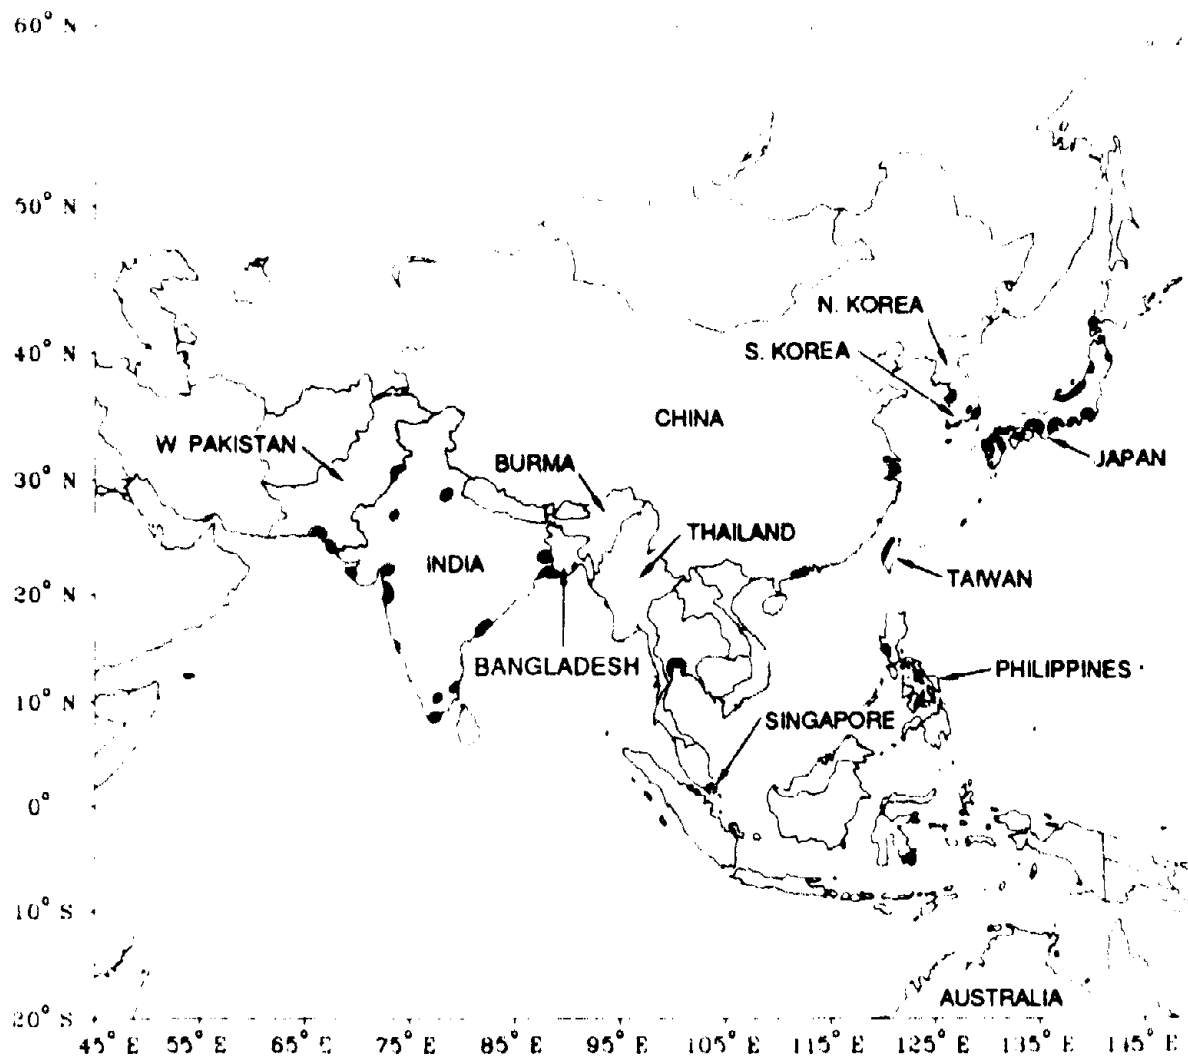 60° N
50° N
N. KOREA
40° N
S. KOREA
CHINA
W. PAKISTAN
JAPAN
BURMA
30° N
THAILAND
INDIA
TAIWAN
20° N
BANGLADESH
PHILIPPINES
10° N
SINGAPORE
0°
10° S
AUSTRALIA
20° S
45° E 55° E 65° E 75° E 85° E 95° E 105° E 115° E 125° E 135° E 145° E